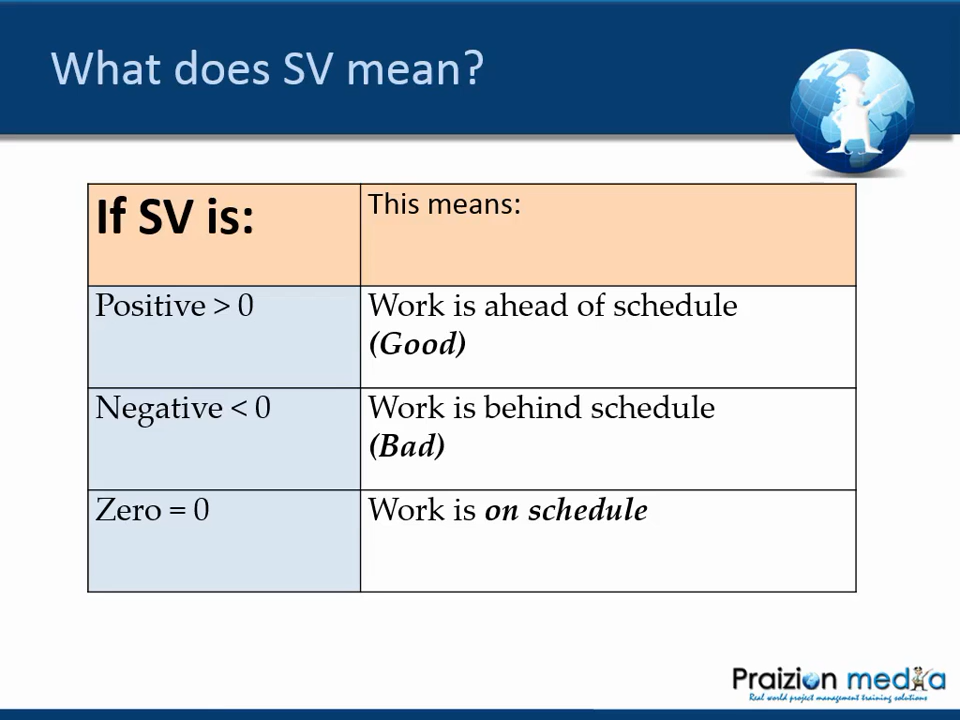 What does SV mean?
If SV is:
This means:
Positive > 0
Work is ahead of schedule
(Good)
Negative < 0
Work is behind schedule
(Bad)
Zero = 0
Work is on schedule
Praizion media
Real world project management training solutions